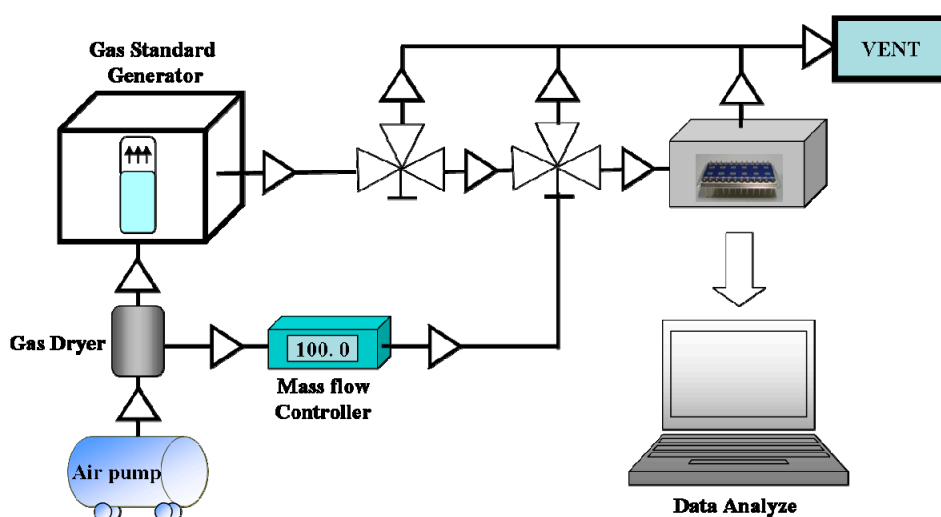 Gas Standard
Generator
VENT
Gas Dryer
100. 0
Mass flow
Controller
Air pump
Data Analyze